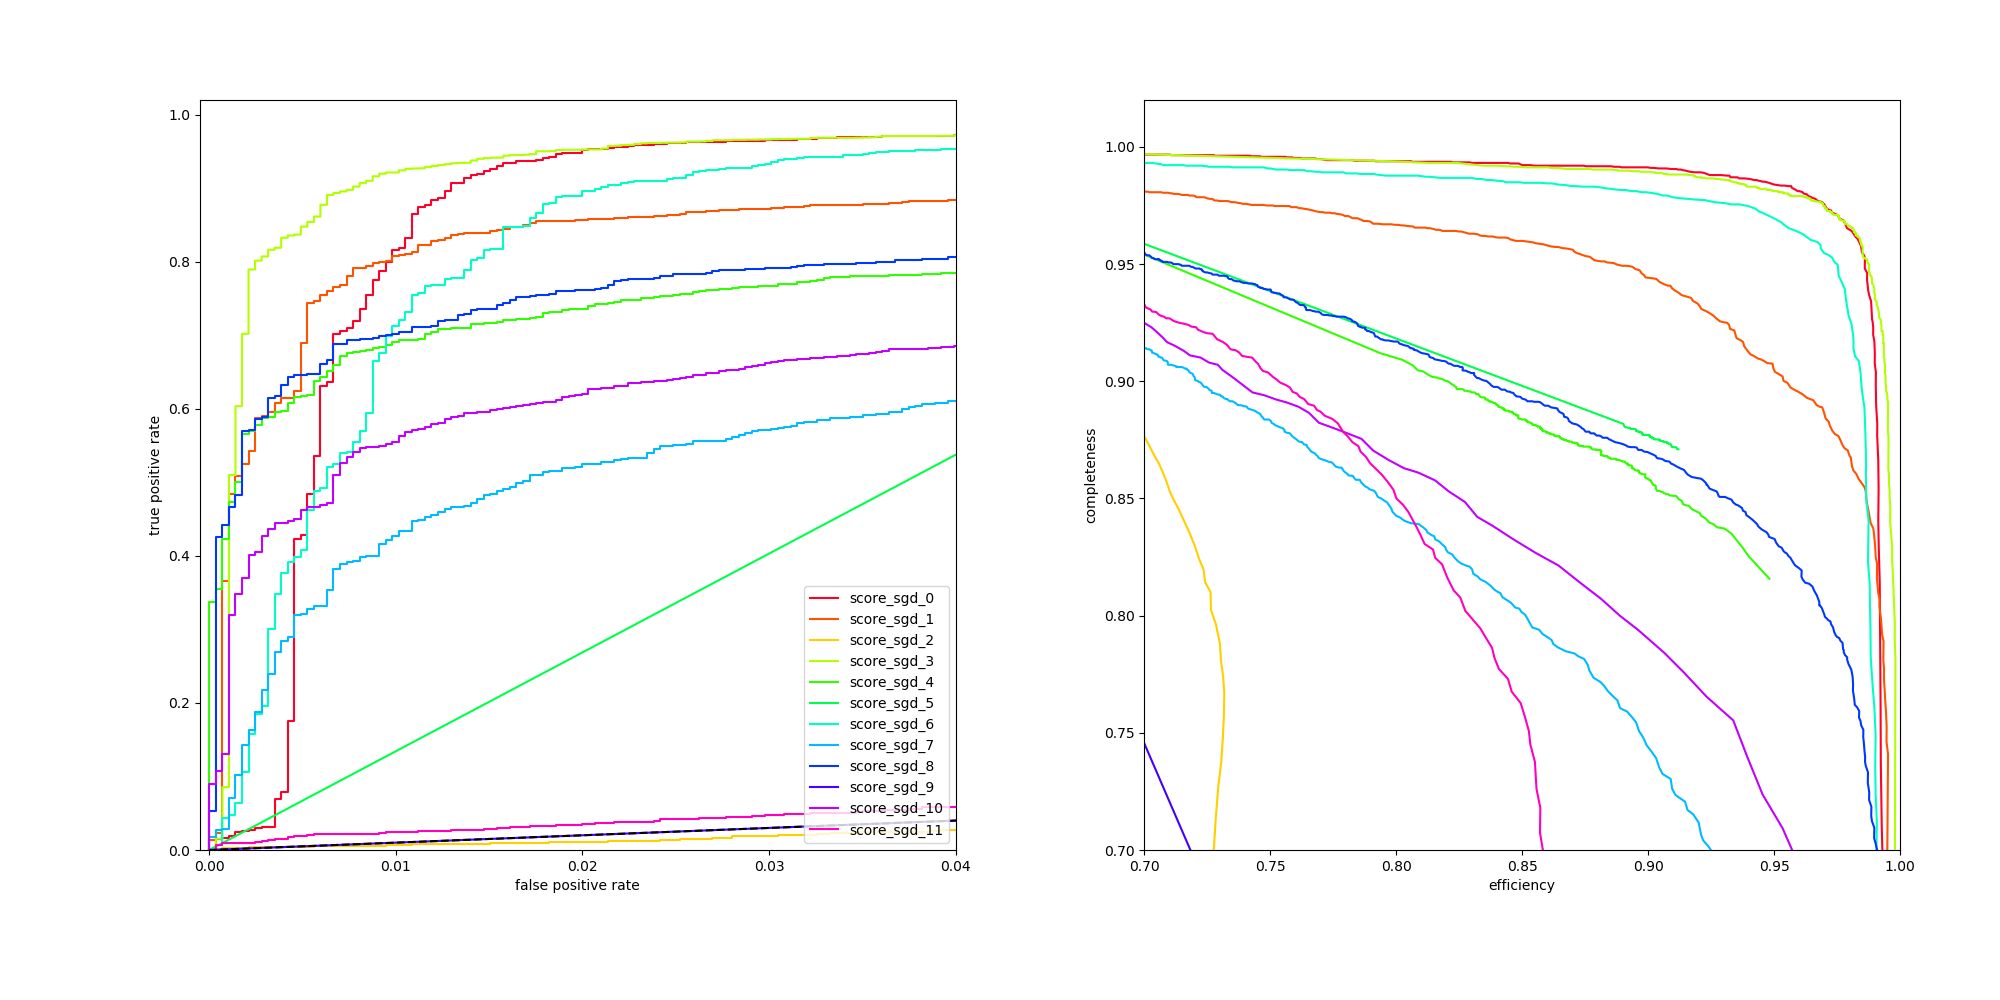 1.0
0.8
0.6
0.4
0.2
0.0
true positive rate
0.00 0.01 0.02 0.03 0.04
false positive rate
score_sgd_0
score_sgd_1
score_sgd_2
score_sgd_3
score_sgd_4
score_sgd_5
score_sgd_6
score_sgd_7
score_sgd_8
score_sgd_9
score_sgd_10
score_sgd_11
1.00
0.95
0.90
0.85
0.80
0.75
0.70
completeness
0.70 0.75 0.80 0.85 0.90 0.95 1.00
efficiency